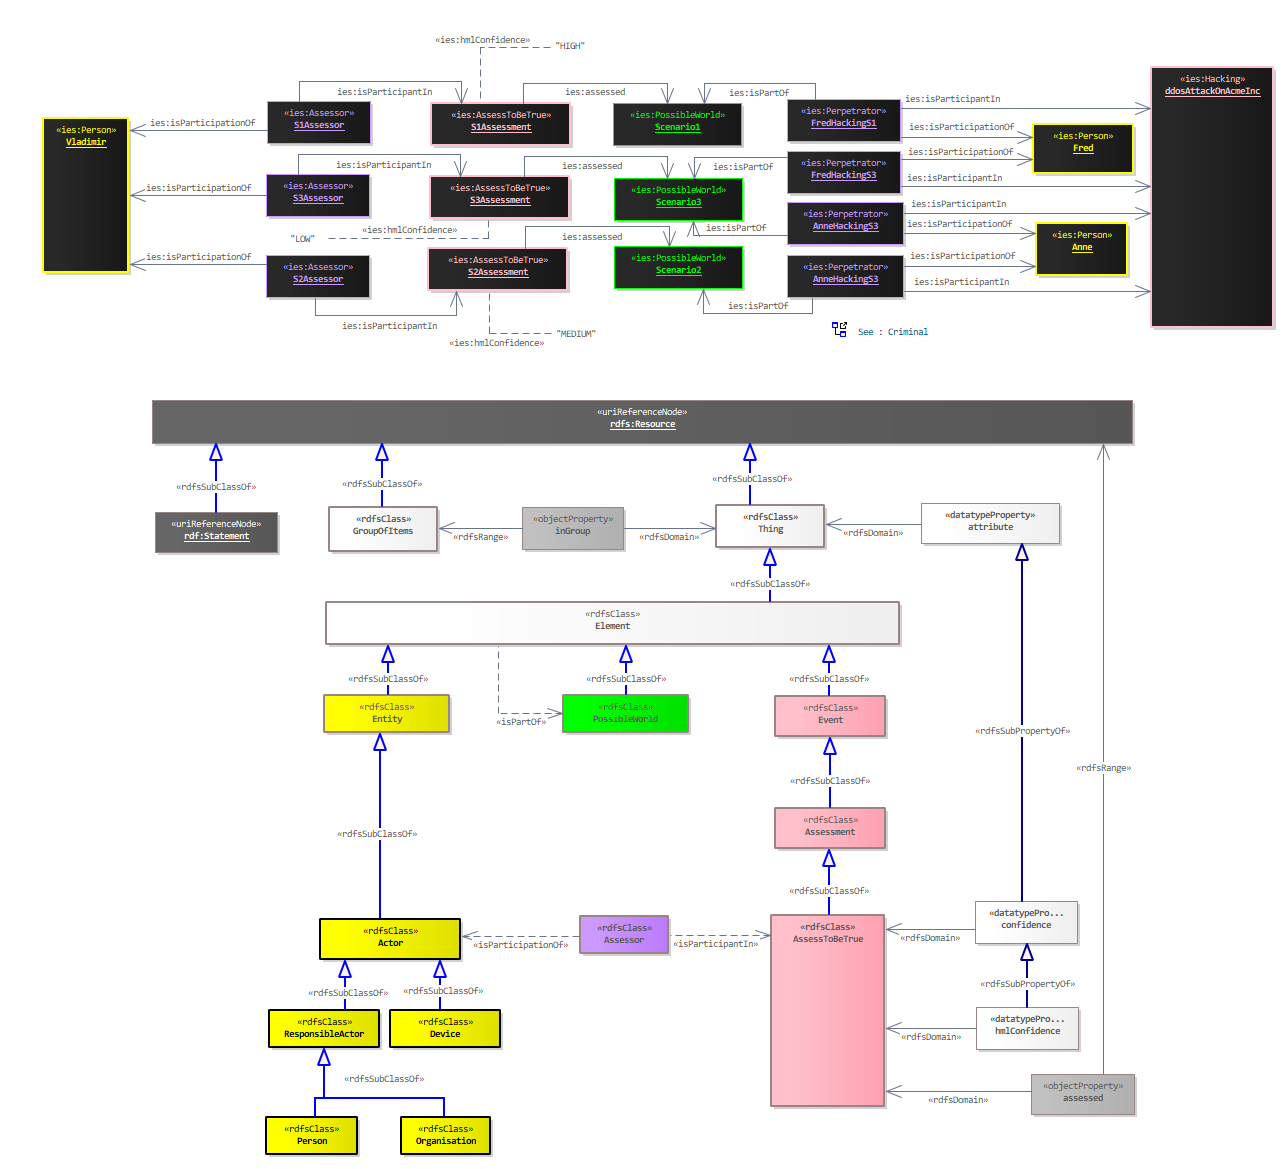 «ies:hmlConfidence»
"HIGH"
«ies:Person»
Vladimir
ies:isParticipationOf
«ies:Assessor»
S1Assessor
ies:isParticipantIn
«ies:AssessToBeTrue»
S1Assessment
ies:assessed
«ies:PossibleWorld»
Scenario1
ies:isPartOf
«ies:Perpetrator»
FredHackingS1
ies:isParticipantIn
ies:isParticipationOf
«ies:Hacking»
ddosAttackOnAcmeInc
«ies:Person»
Fred
ies:isParticipationOf
«ies:Assessor»
S3Assessor
ies:isParticipantIn
«ies:AssessToBeTrue»
S3Assessment
ies:assessed
«ies:PossibleWorld»
Scenario3
ies:isPartOf
«ies:Perpetrator»
FredHackingS3
ies:isParticipationOf
ies:isParticipantIn
"LOW"
«ies:hmlConfidence»
ies:isPartOf
«ies:Perpetrator»
AnneHackingS3
ies:isParticipantIn
ies:isParticipationOf
«ies:Person»
Anne
ies:isParticipationOf
«ies:Assessor»
S2Assessor
ies:isParticipantIn
«ies:AssessToBeTrue»
S2Assessment
ies:assessed
«ies:PossibleWorld»
Scenario2
ies:isPartOf
«ies:Perpetrator»
AnneHackingS3
ies:isParticipationOf
ies:isParticipantIn
"MEDIUM"
«ies:hmlConfidence»
See : Criminal
«uriReferenceNode»
rdfs:Resource
«rdfsSubClassOf»
«rdfsSubClassOf»
«rdfsSubClassOf»
«uriReferenceNode»
rdf:Statement
«rdfsClass»
GroupOfItems
«rdfsRange»
«objectProperty»
inGroup
«rdfsDomain»
«rdfsClass»
Thing
«rdfsDomain»
«datatypeProperty»
attribute
«rdfsSubClassOf»
«rdfsClass»
Element
«rdfsSubClassOf»
«rdfsSubClassOf»
«rdfsSubClassOf»
«rdfsClass»
Entity
«isPartOf»
«rdfsClass»
PossibleWorld
«rdfsClass»
Event
«rdfsSubPropertyOf»
«rdfsRange»
«rdfsSubClassOf»
«rdfsClass»
Assessment
«rdfsSubClassOf»
«rdfsSubClassOf»
«rdfsClass»
Actor
«isParticipationOf»
«rdfsClass»
Assessor
«isParticipantIn»
«rdfsClass»
AssessToBeTrue
«rdfsDomain»
«datatypePro...
confidence
«rdfsSubClassOf»
«rdfsSubClassOf»
«rdfsSubPropertyOf»
«rdfsClass»
ResponsibleActor
«rdfsClass»
Device
«rdfsDomain»
«datatypePro...
hmlConfidence
«rdfsSubClassOf»
«rdfsDomain»
«objectProperty»
assessed
«rdfsClass»
Person
«rdfsClass»
Organisation